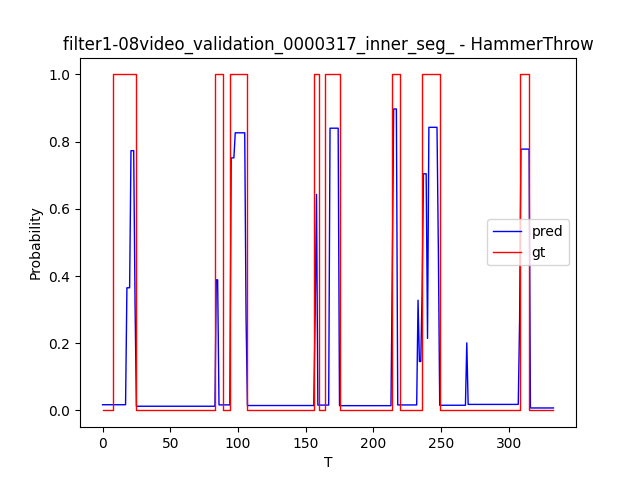 filter1-08video_validation_0000317_inner_seg_ - HammerThrow
1.0
0.8
0.6
0.4
0.2
0.0
Probability
pred
gt
0 50 100 150 200 250 300
T